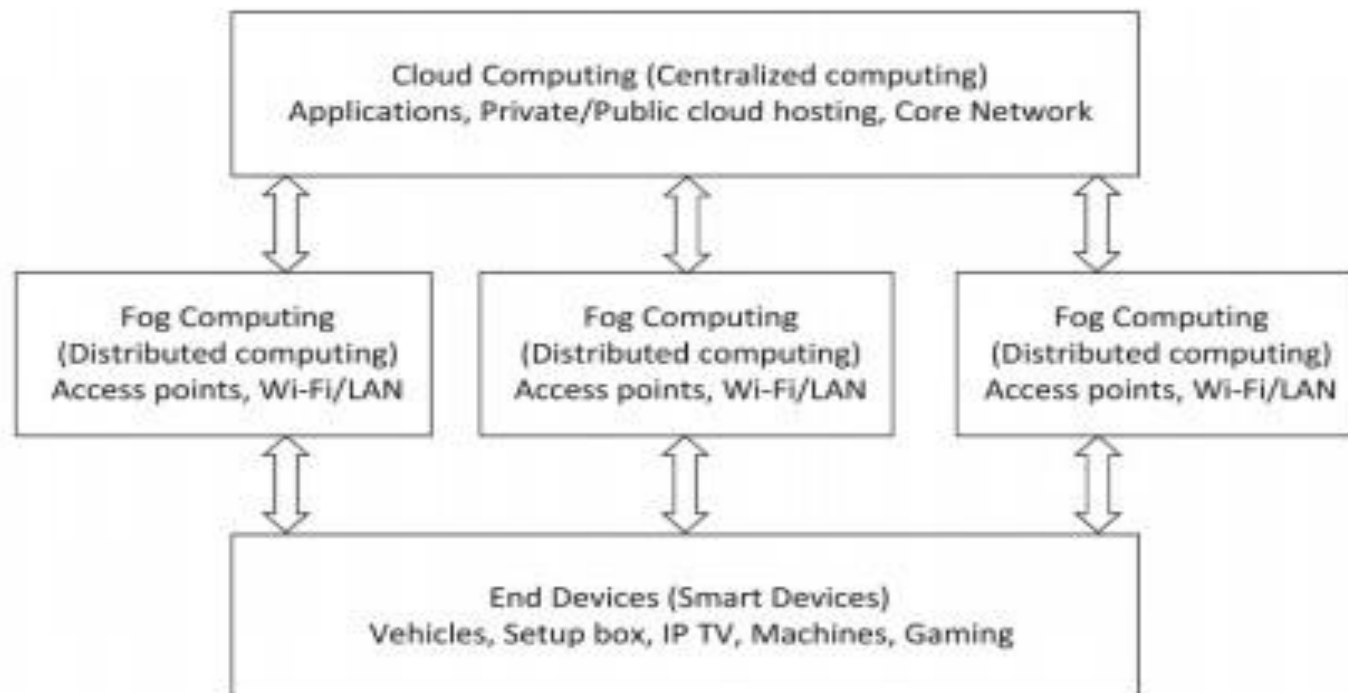 Cloud Computing (Centralized computing)
Applications, Private/Public cloud hosting, Core Network
Fog Computing
(Distributed computing)
Access points, Wi-Fi/LAN
Fog Computing
(Distributed computing)
Access points, Wi-Fi/LAN
Fog Computing
(Distributed computing)
Access points, Wi-Fi/LAN
End Devices (Smart Devices)
Vehicles, Setup box, IP TV, Machines, Gaming